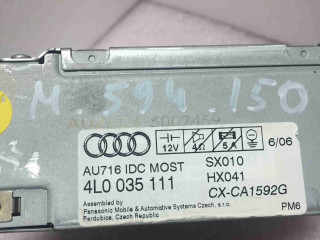 M. 594.150
12V 4Ω 5A 6/06
AU716 IDC MOST SX010
4L0 035 111 HX041
CX-CA1592G
Assembled by
Panasonic Mobile & Automotive Systems Czech, s.r.o.
Pardubice, Czech Republic PM6